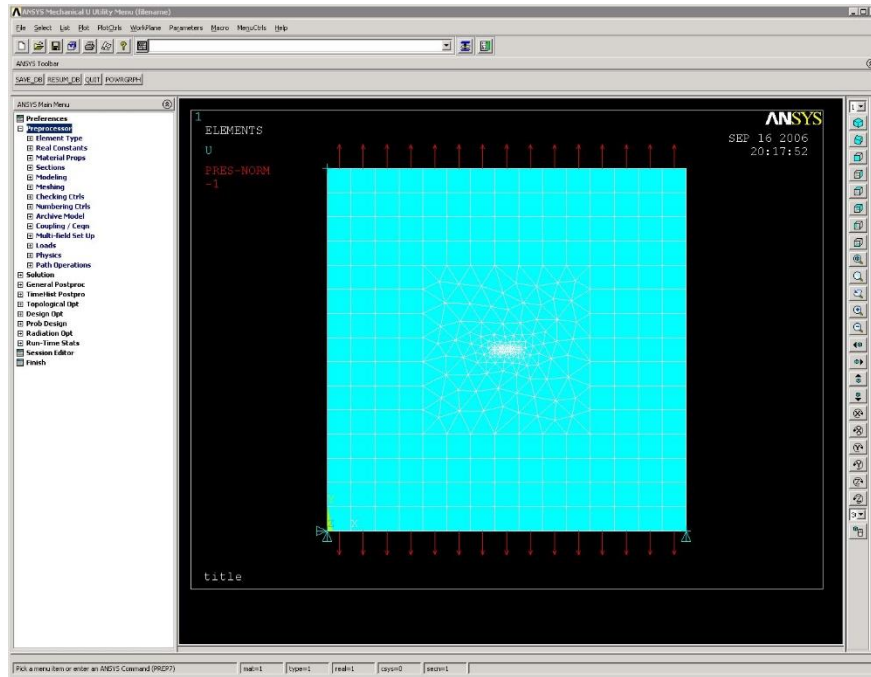 ANSYS Mechanical U Utility Menu (filename)
File Select List Plot PlotCtrls WorkPlane Parameters Macro MenuCtrls Help
ANSYS Toolbar
SAVE_DB RESUM_DB QUIT POWRGRPH
ANSYS Main Menu
Preferences
Preprocessor
Element Type
Real Constants
Material Props
Sections
Modeling
Meshing
Checking Ctrls
Numbering Ctrls
Archive Model
Coupling / Ceqn
Multi-field Set Up
Loads
Physics
Path Operations
Solution
General Postproc
TimeHist Postpro
Topological Opt
Design Opt
Prob Design
Radiation Opt
Run-Time Stats
Session Editor
Finish
1
ELEMENTS
U
PRES-NORM
-1
ANSYS
SEP 16 2006
20:17:52
X
title
Pick a menu item or enter an ANSYS Command (PREP7) mat=1 type=1 real=1 csys=0 secn=1